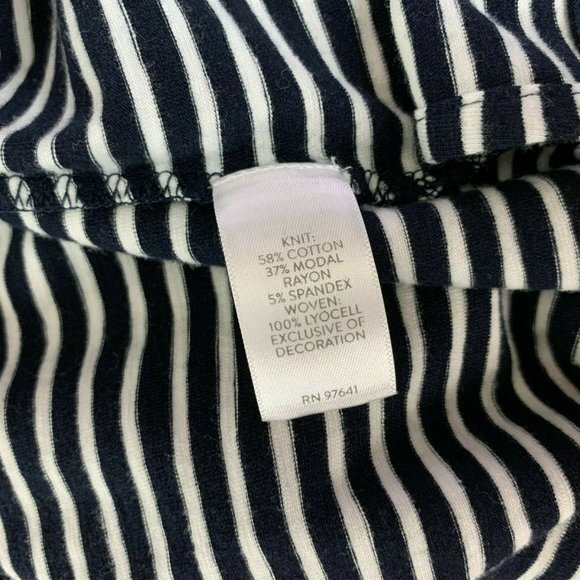 KNIT:
58% COTTON
37% MODAL
RAYON
5% SPANDEX
WOVEN:
100% LYOCELL
EXCLUSIVE OF
DECORATION
RN 97641